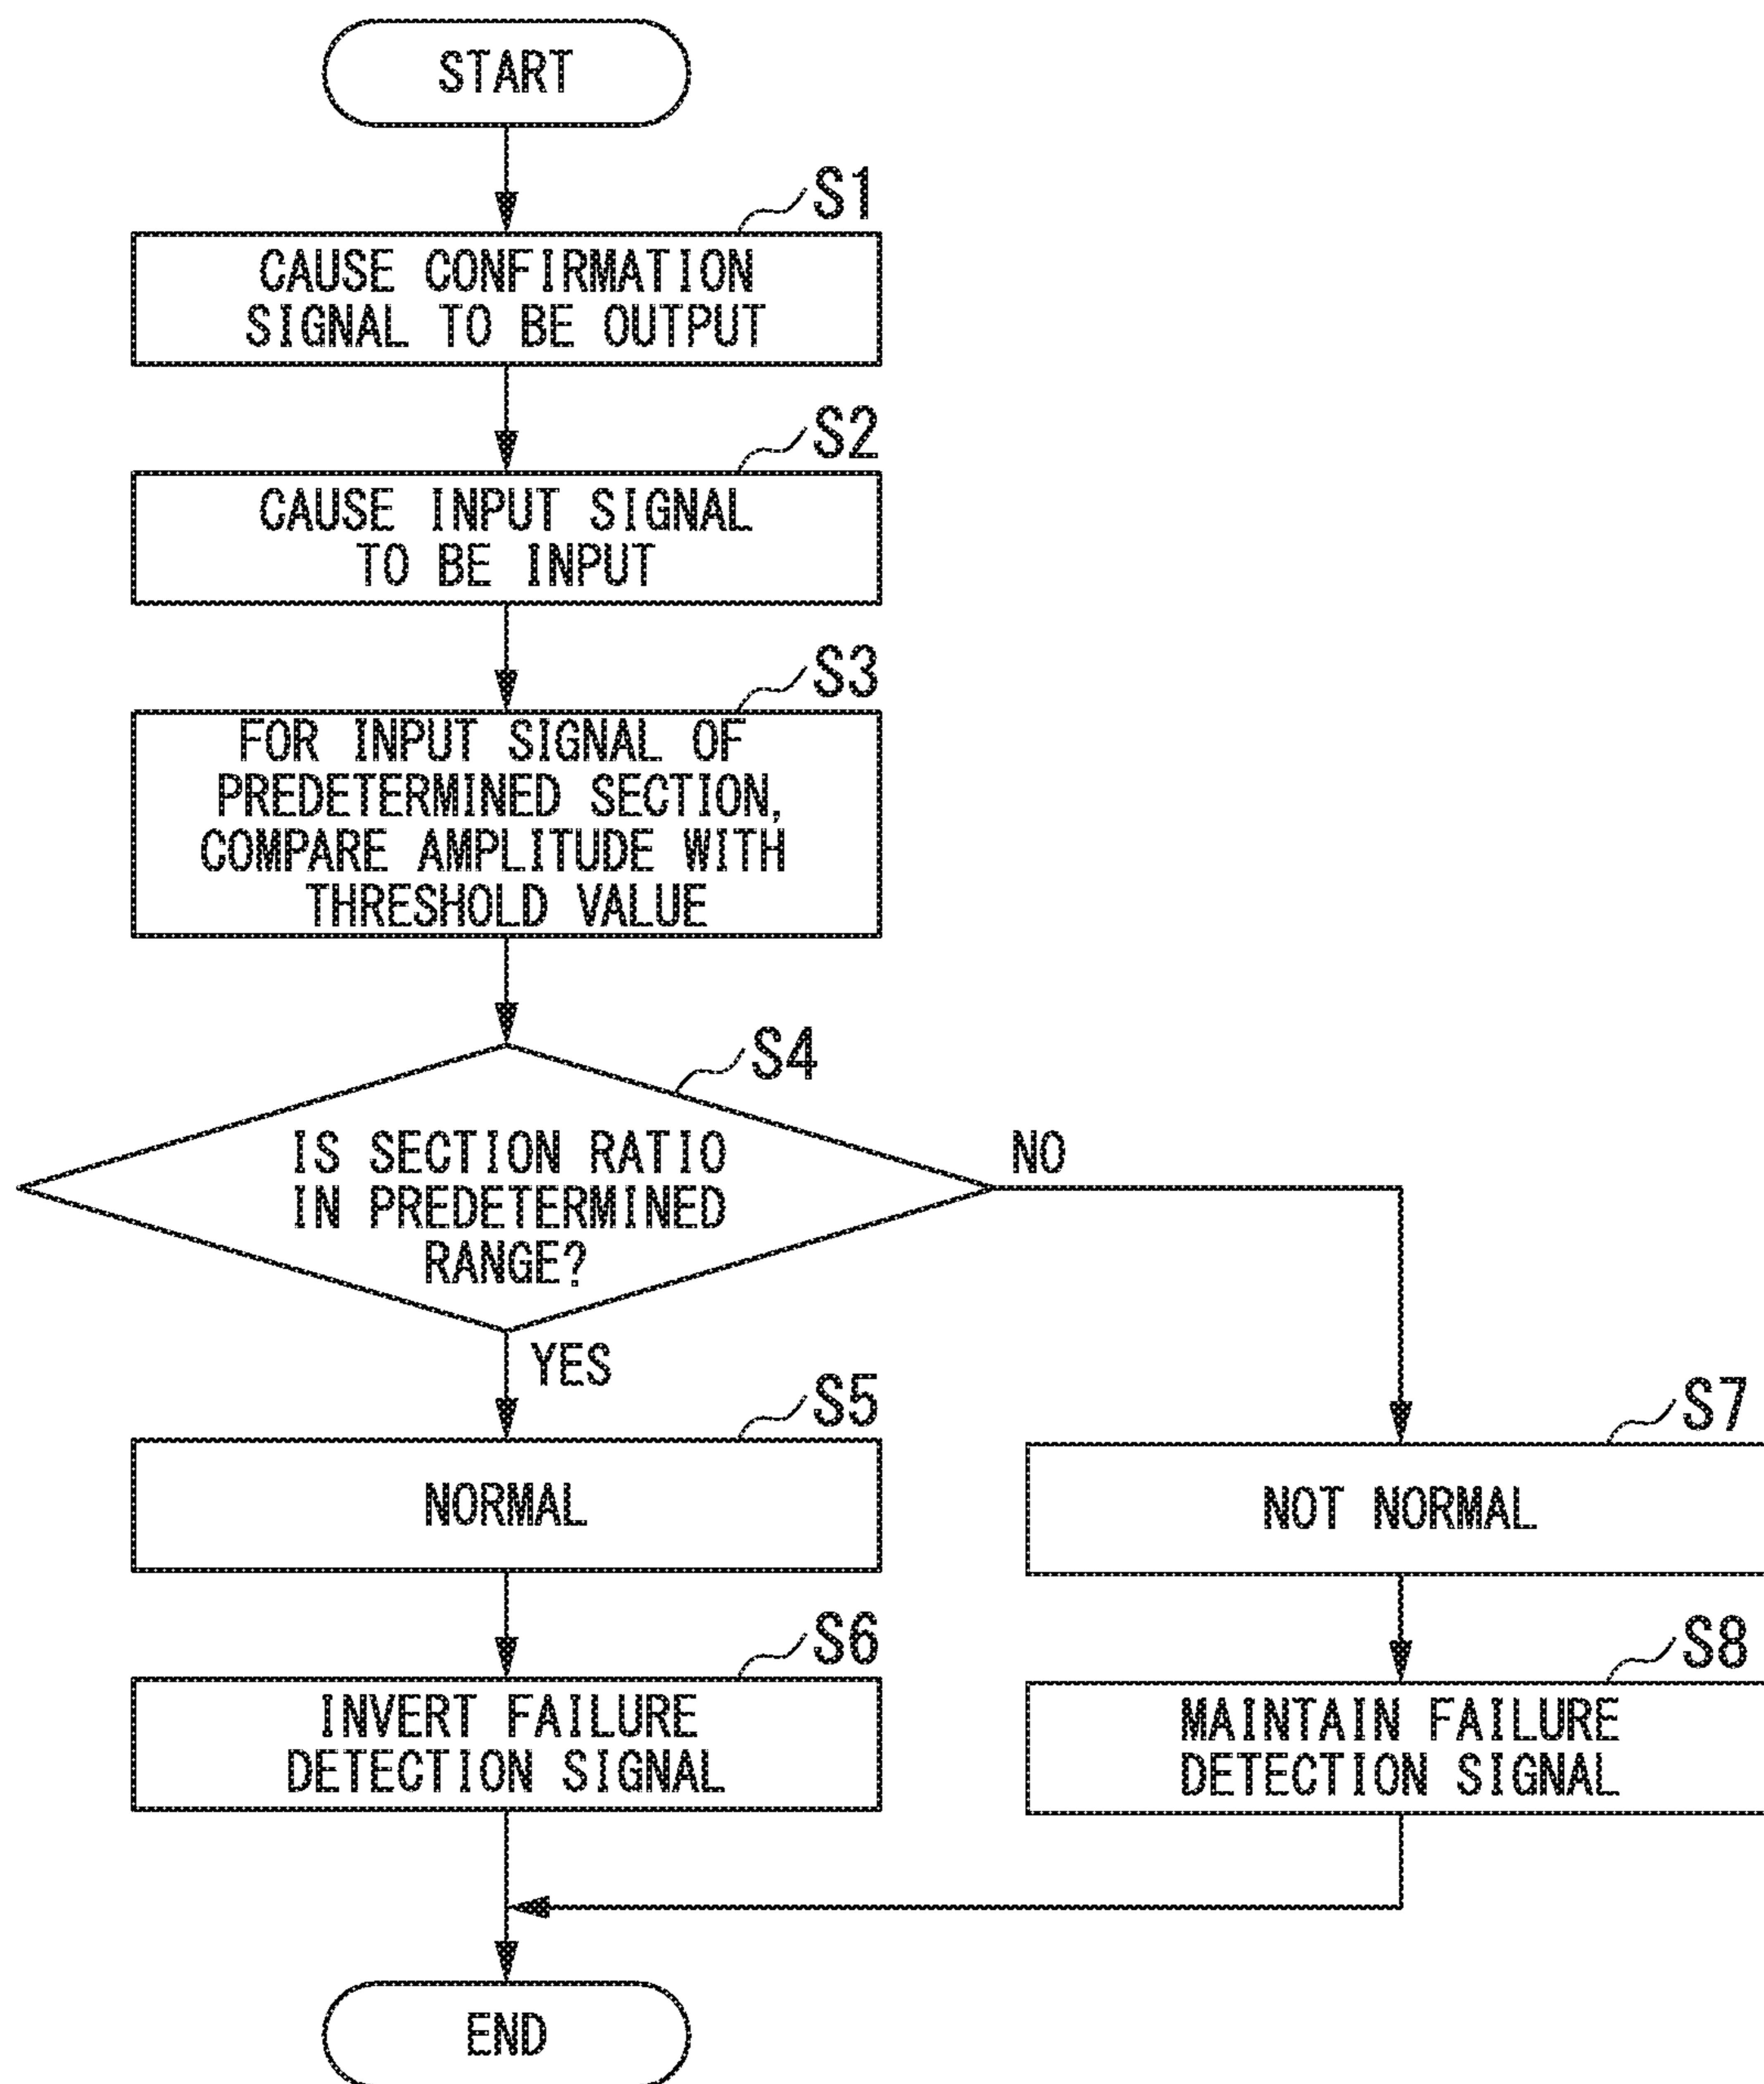 START
S1
CAUSE CONFIRMATION
SIGNAL TO BE OUTPUT
S2
CAUSE INPUT SIGNAL
TO BE INPUT
S3
FOR INPUT SIGNAL OF
PREDETERMINED SECTION,
COMPARE AMPLITUDE WITH
THRESHOLD VALUE
S4
IS SECTION RATIO
IN PREDETERMINED
RANGE?
NO
YES
S5
NORMAL
S7
NOT NORMAL
S6
INVERT FAILURE
DETECTION SIGNAL
S8
MAINTAIN FAILURE
DETECTION SIGNAL
END